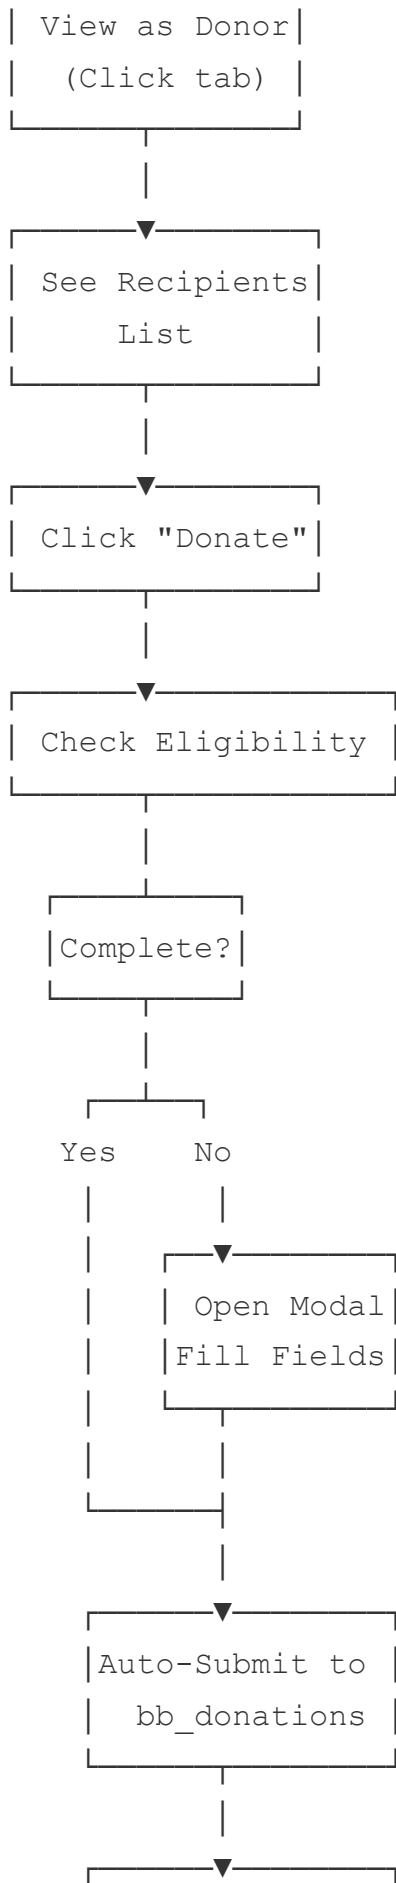 View as Donor
(Click tab)
See Recipients
List
Click "Donate"
Check Eligibility
Complete?
Yes No
Open Modal
Fill Fields
Auto-Submit to
bb_donations